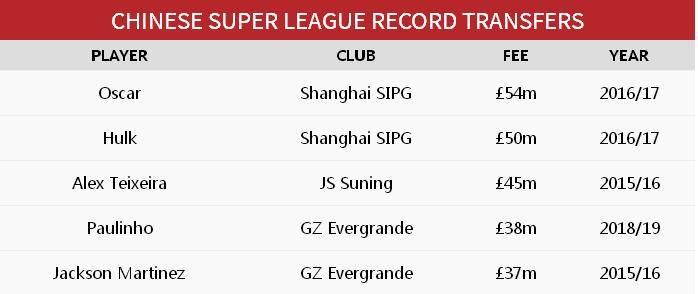 CHINESE SUPER LEAGUE RECORD TRANSFERS
PLAYER CLUB FEE YEAR
Oscar Shanghai SIPG £54m 2016/17
Hulk Shanghai SIPG £50m 2016/17
Alex Teixeira JS Suning £45m 2015/16
Paulinho GZ Evergrande £38m 2018/19
Jackson Martinez GZ Evergrande £37m 2015/16